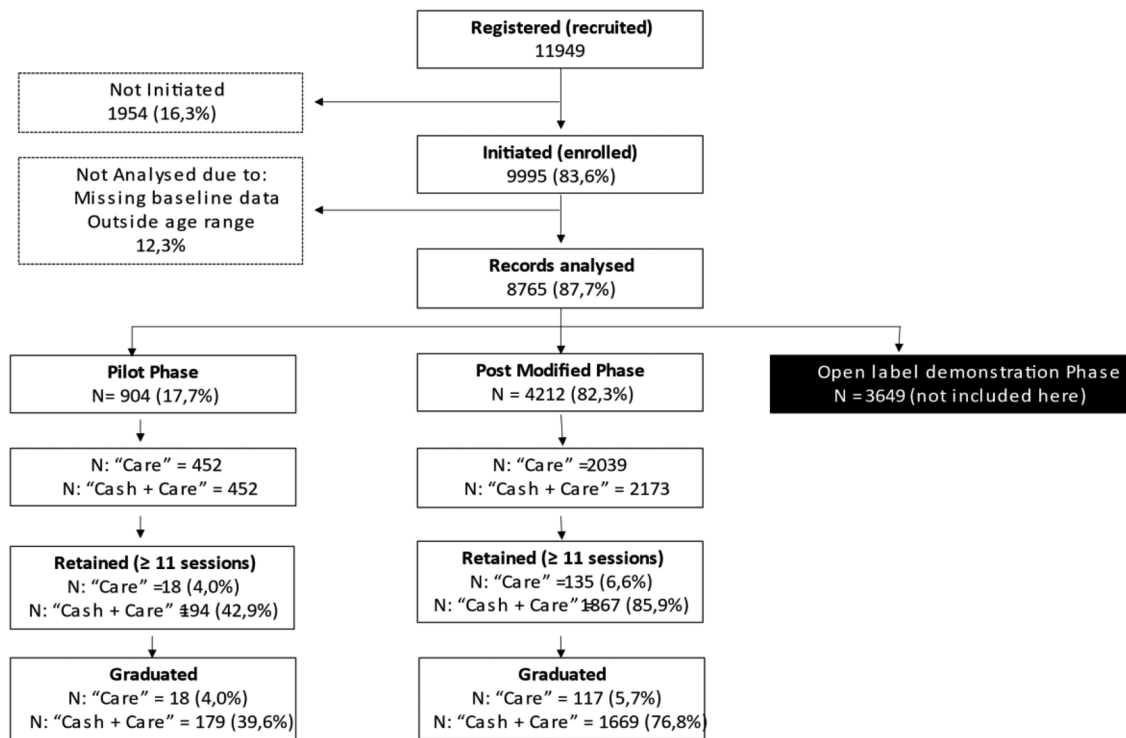 Registered (recruited)
11949
Not Initiated
1954 (16,3%)
Initiated (enrolled)
9995 (83,6%)
Not Analysed due to:
Missing baseline data
Outside age range
12,3%
Records analysed
8765 (87,7%)
Pilot Phase
N= 904 (17,7%)
Post Modified Phase
N = 4212 (82,3%)
Open label demonstration Phase
N = 3649 (not included here)
N: “Care” = 452
N: “Cash + Care” = 452
N: “Care” =2039
N: “Cash + Care” = 2173
Retained (≥ 11 sessions)
N: “Care” =18 (4,0%)
N: “Cash + Care” =194 (42,9%)
Retained (≥ 11 sessions)
N: “Care” =135 (6,6%)
N: “Cash + Care” =1867 (85,9%)
Graduated
N: “Care” = 18 (4,0%)
N: “Cash + Care” = 179 (39,6%)
Graduated
N: “Care” = 117 (5,7%)
N: “Cash + Care” = 1669 (76,8%)